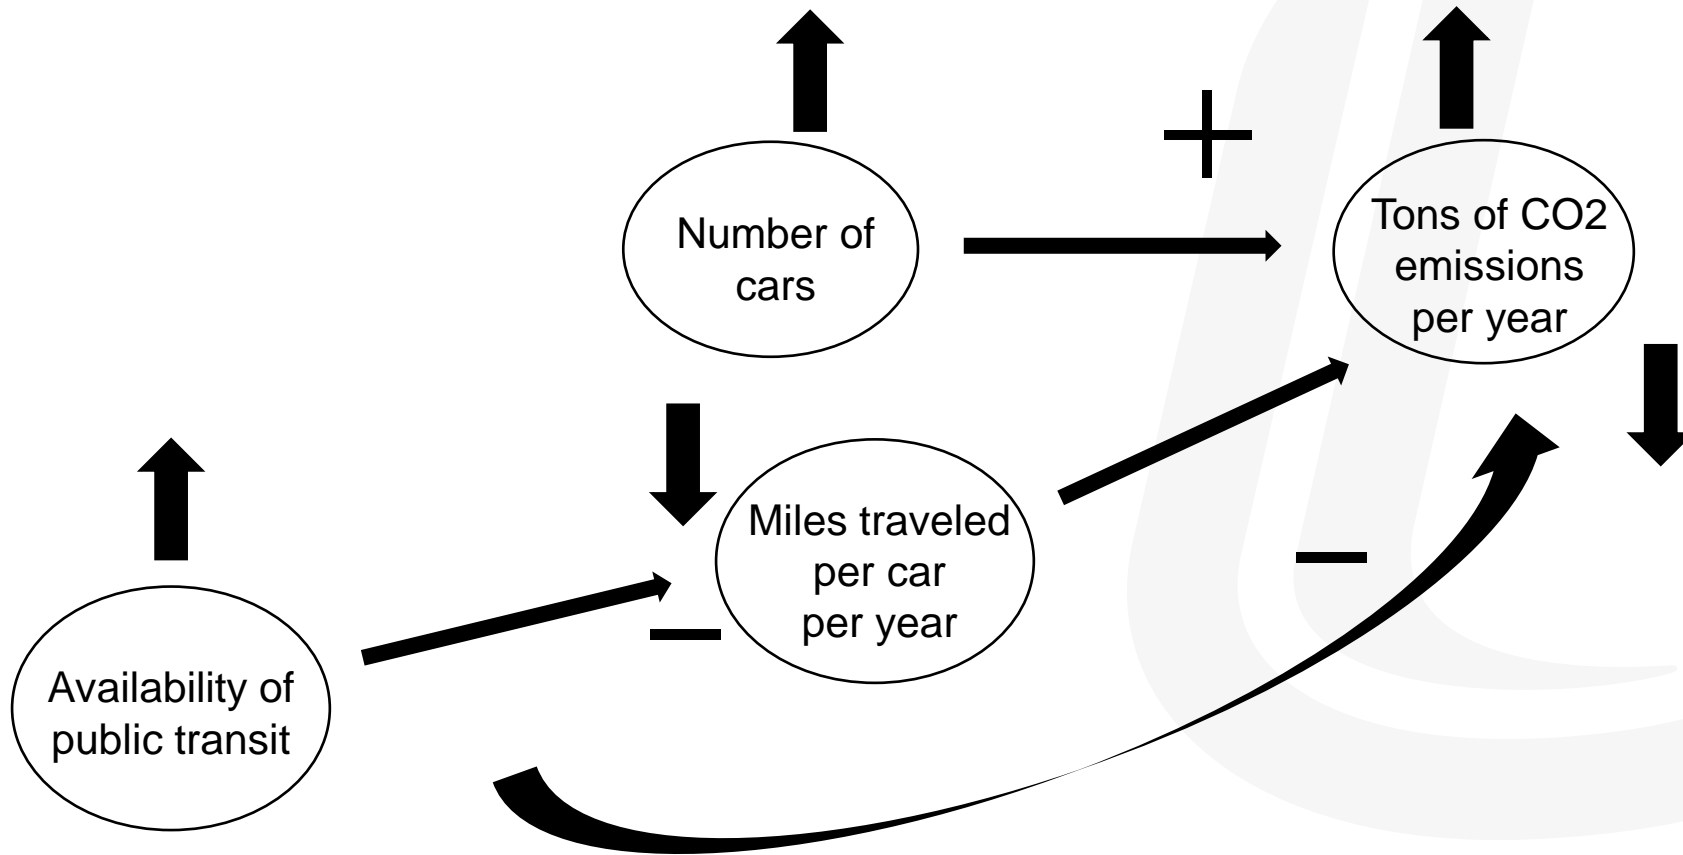 +
Number of
cars
Tons of CO2
emissions
per year
Miles traveled
per car
per year
–
–
Availability of
public transit